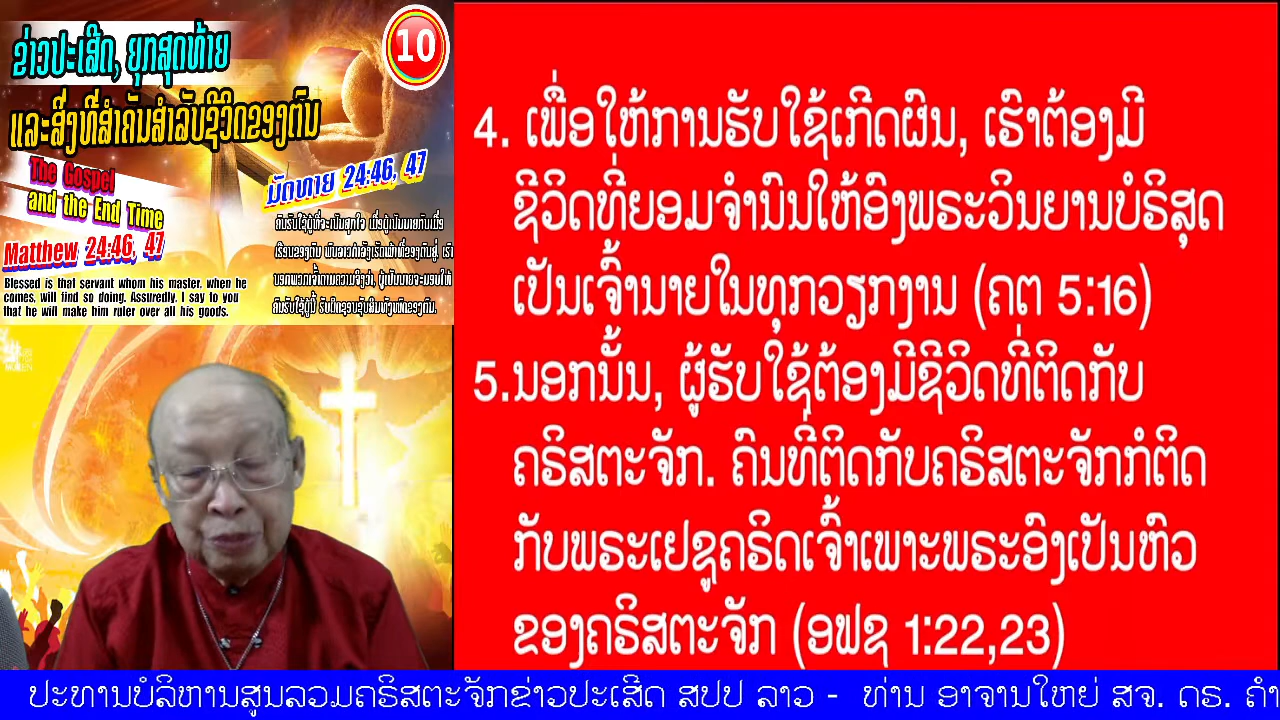 ຂ່າວປະເສີດ, ຍຸກສຸດທ້າຍ
ແລະສິ່ງທີ່ສຳຄັນສຳລັບຊີວິດຂອງຕົນ
10
The Gospel
and the End Time
Matthew 24:46, 47
Blessed is that servant whom his master, when he
comes, will find so doing. Assuredly, I say to you
that he will make him ruler over all his goods.
ມັດທາຍ 24:46, 47
4. ເພື່ອໃຫ້ການຮັບໃຊ້ເກີດຜົນ, ເຮົາຕ້ອງມີ
ຊີວິດທີ່ຍອມຈຳນົນໃຫ້ອົງພຣະວິນຍານບໍຣິສຸດ
ເປັນເຈົ້ານາຍໃນທຸກວຽກງານ (ຄຕ 5:16)
5.ນອກນັ້ນ, ຜູ້ຮັບໃຊ້ຕ້ອງມີຊີວິດທີ່ຕິດກັບ
ຄຣິສຕະຈັກ. ຄົນທີ່ຕິດກັບຄຣິສຕະຈັກກໍຕິດ
ກັບພຣະເຢຊູຄຣິດເຈົ້າເພາະພຣະອົງເປັນຫົວ
ຂອງຄຣິສຕະຈັກ (ອຟຊ 1:22,23)
ປະທານບໍລິຫານສູນລວມຄຣິສຕະຈັກຂ່າວປະເສີດ ສປປ ລາວ - ທ່ານ ອາຈານໃຫຍ່ ສຈ. ດຣ. ຄຳ